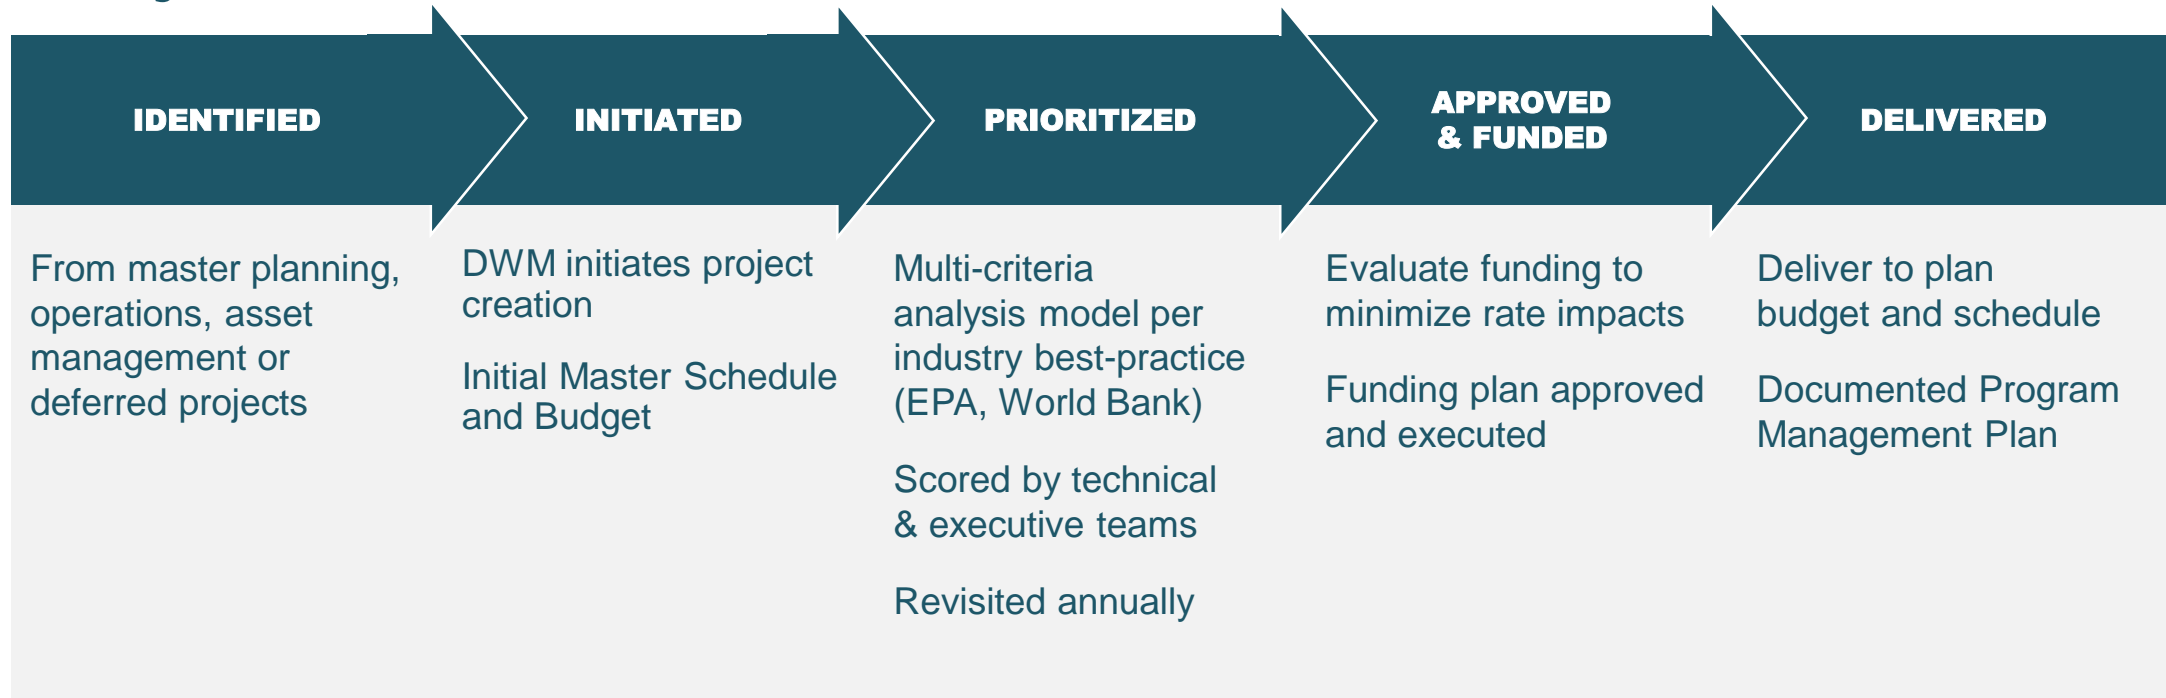 IDENTIFIED
INITIATED
PRIORITIZED
APPROVED
& FUNDED
DELIVERED
From master planning,
operations, asset
management or
deferred projects
DWM initiates project
creation
Initial Master Schedule
and Budget
Multi-criteria
analysis model per
industry best-practice
(EPA, World Bank)
Scored by technical
& executive teams
Revisited annually
Evaluate funding to
minimize rate impacts
Funding plan approved
and executed
Deliver to plan
budget and schedule
Documented Program
Management Plan